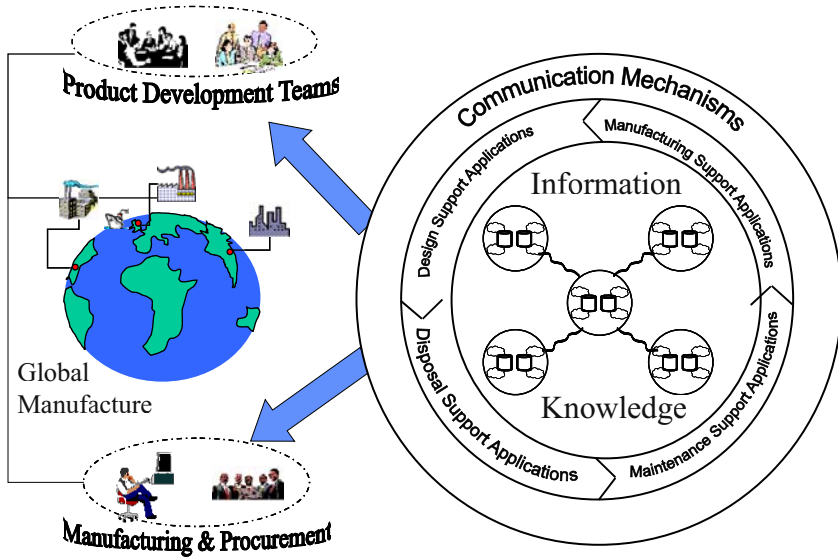 Product Development Teams
Global
Manufacture
Manufacturing & Procurement
Communication Mechanisms
Design Support Applications
Manufacturing Support Applications
Information
Knowledge
Disposal Support Applications
Maintenance Support Applications